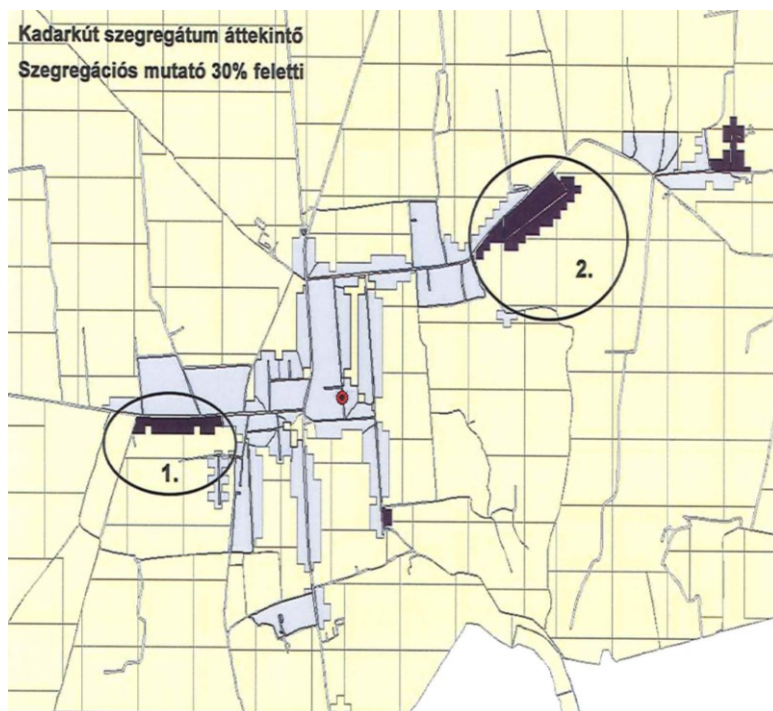 Kadarkút szegregátum áttekintő
Szegregációs mutató 30% feletti
2.
1.